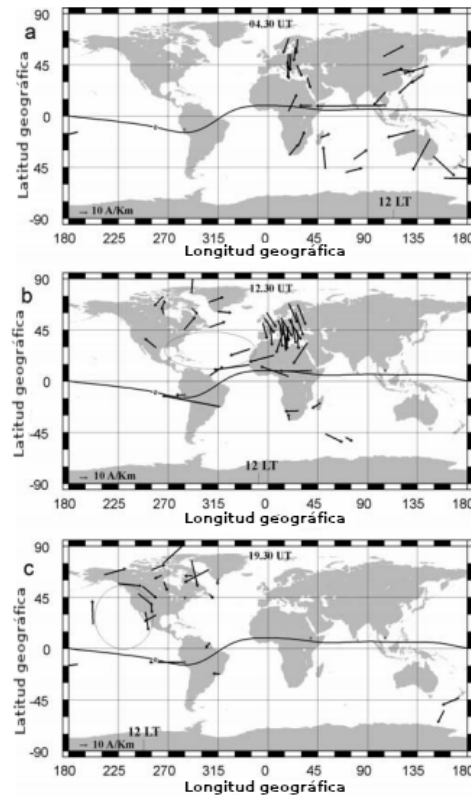 a
04.30 UT
90
45
0
-45
-90
Latitud geográfica
→ 10 A/Km
12 LT
180 225 270 315 0 45 90 135 180
Longitud geográfica
b
12.30 UT
90
45
0
-45
-90
Latitud geográfica
→ 10 A/Km
12 LT
180 225 270 315 0 45 90 135 180
Longitud geográfica
c
19.30 UT
90
45
0
-45
-90
Latitud geográfica
→ 10 A/Km
12 LT
180 225 270 315 0 45 90 135 180
Longitud geográfica